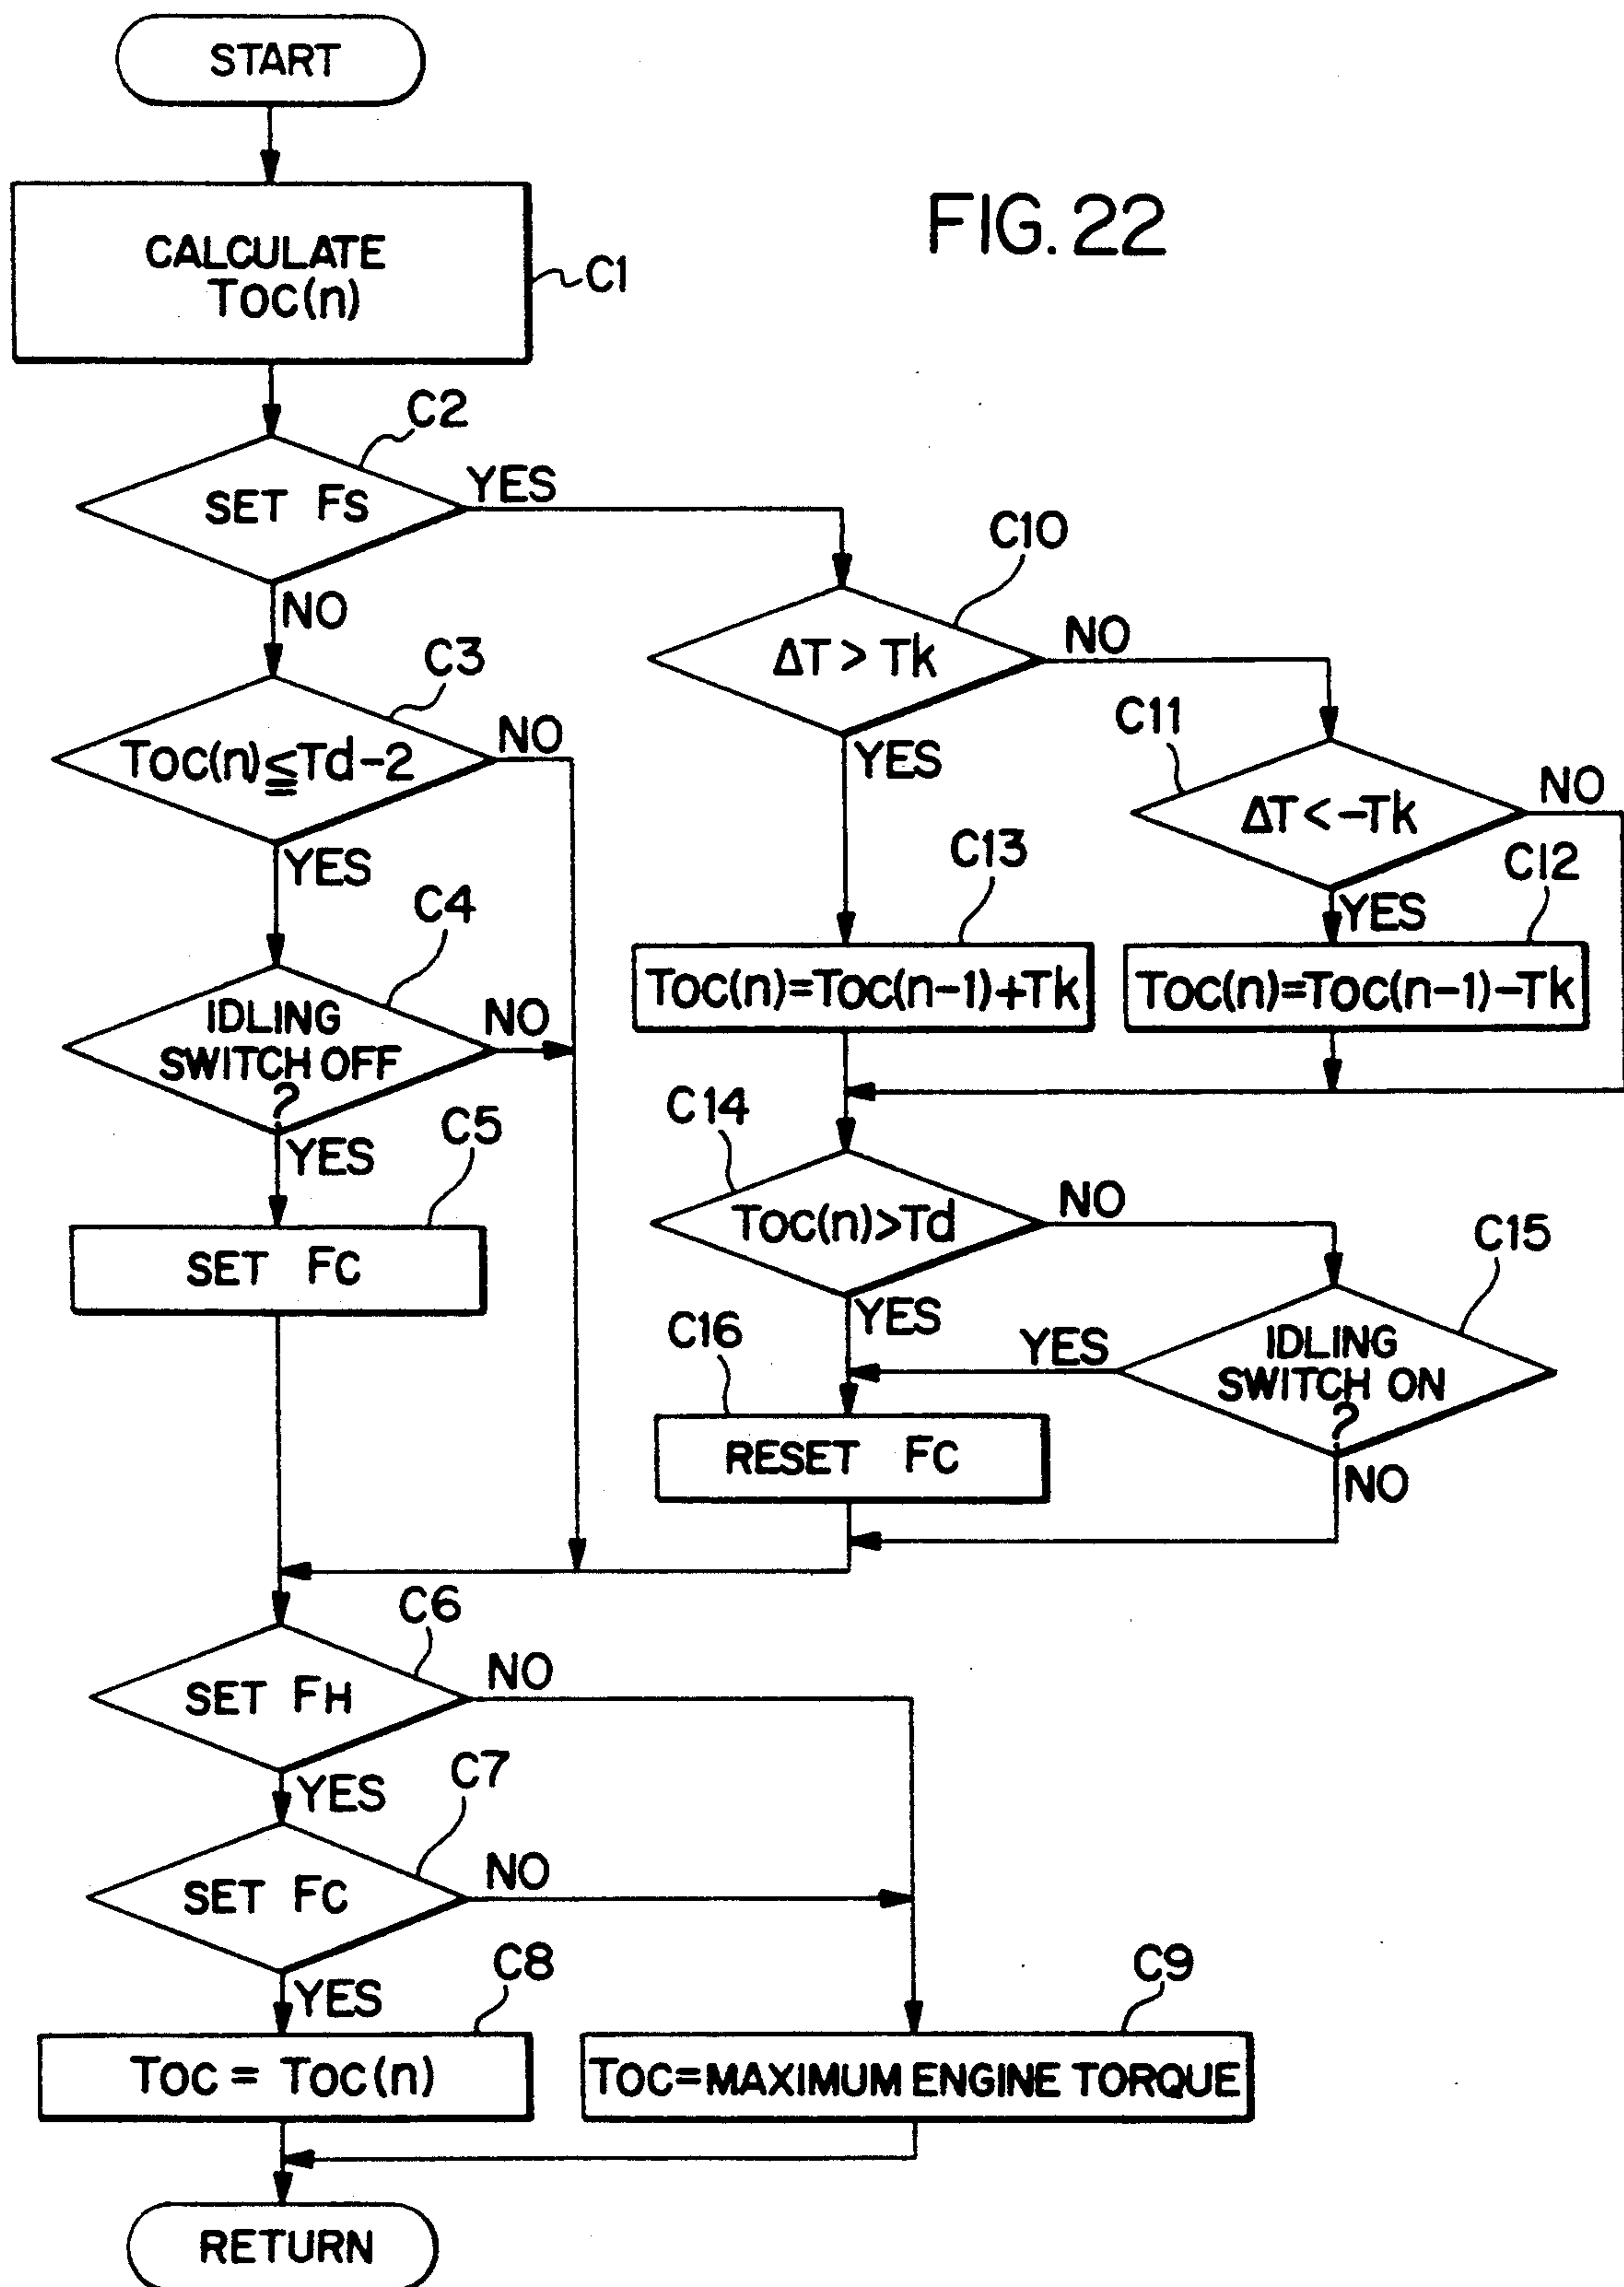 START
FIG. 22
CALCULATE
TOC(n)
C1
C2
SET FS
YES
NO
C10
ΔT > Tk
NO
YES
C3
TOC(n)≦Td-2
NO
YES
C11
ΔT < -Tk
NO
YES
C13
C12
C4
IDLING
SWITCH OFF
?
NO
YES
TOC(n)=TOC(n-1)+Tk
TOC(n)=TOC(n-1)-Tk
C5
SET FC
C14
TOC(n)>Td
NO
YES
C15
IDLING
SWITCH ON
?
YES
NO
C16
RESET FC
C6
SET FH
NO
YES
C7
SET FC
NO
YES
C8
C9
TOC = TOC(n)
TOC=MAXIMUM ENGINE TORQUE
RETURN